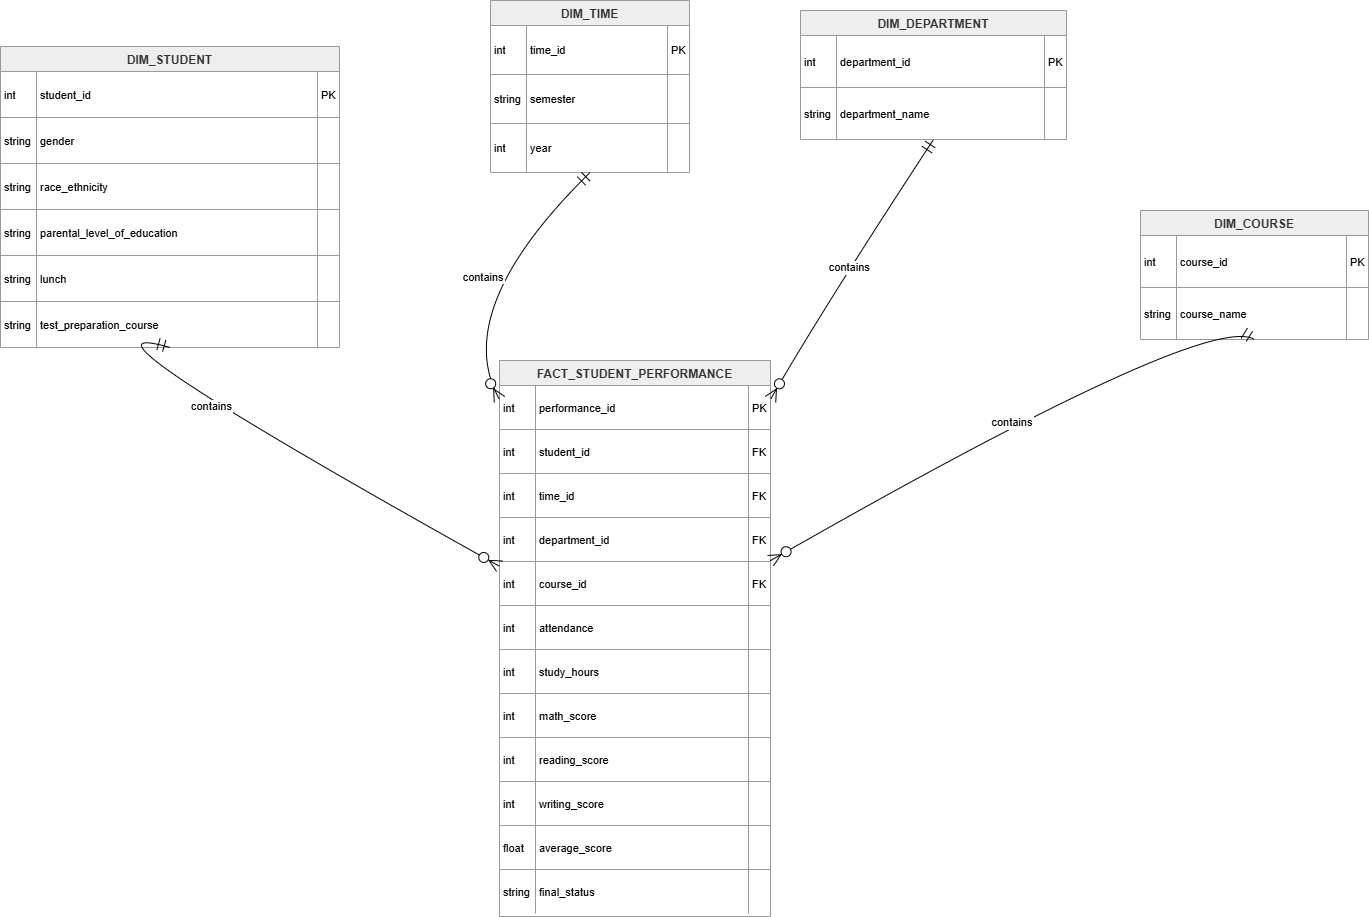 DIM_TIME
int time_id PK
string semester
int year
DIM_DEPARTMENT
int department_id PK
string department_name
DIM_STUDENT
int student_id PK
string gender
string race_ethnicity
string parental_level_of_education
string lunch
string test_preparation_course
DIM_COURSE
int course_id PK
string course_name
contains
contains
contains
contains
FACT_STUDENT_PERFORMANCE
int performance_id PK
int student_id FK
int time_id FK
int department_id FK
int course_id FK
int attendance
int study_hours
int math_score
int reading_score
int writing_score
float average_score
string final_status